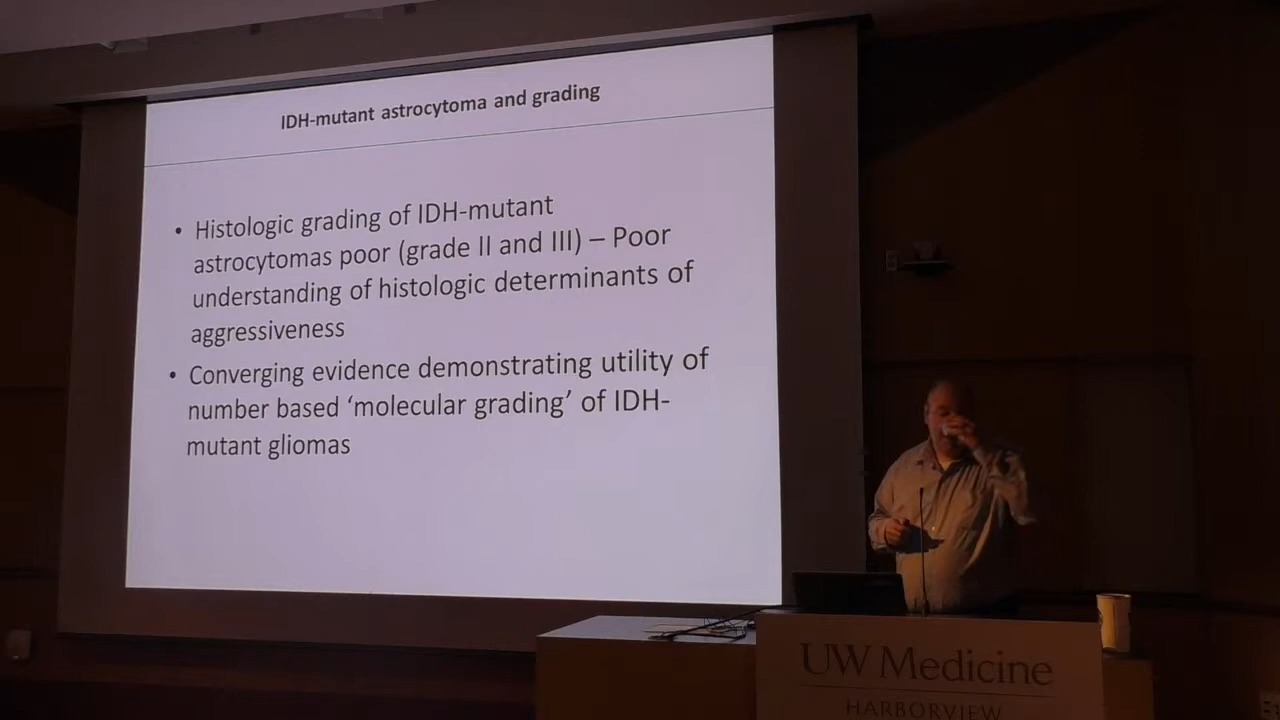 IDH-mutant astrocytoma and grading
• Histologic grading of IDH-mutant
astrocytomas poor (grade II and III) – Poor
understanding of histologic determinants of
aggressiveness
• Converging evidence demonstrating utility of
number based ‘molecular grading’ of IDH-
mutant gliomas
UW Medicine
HARBORVIEW